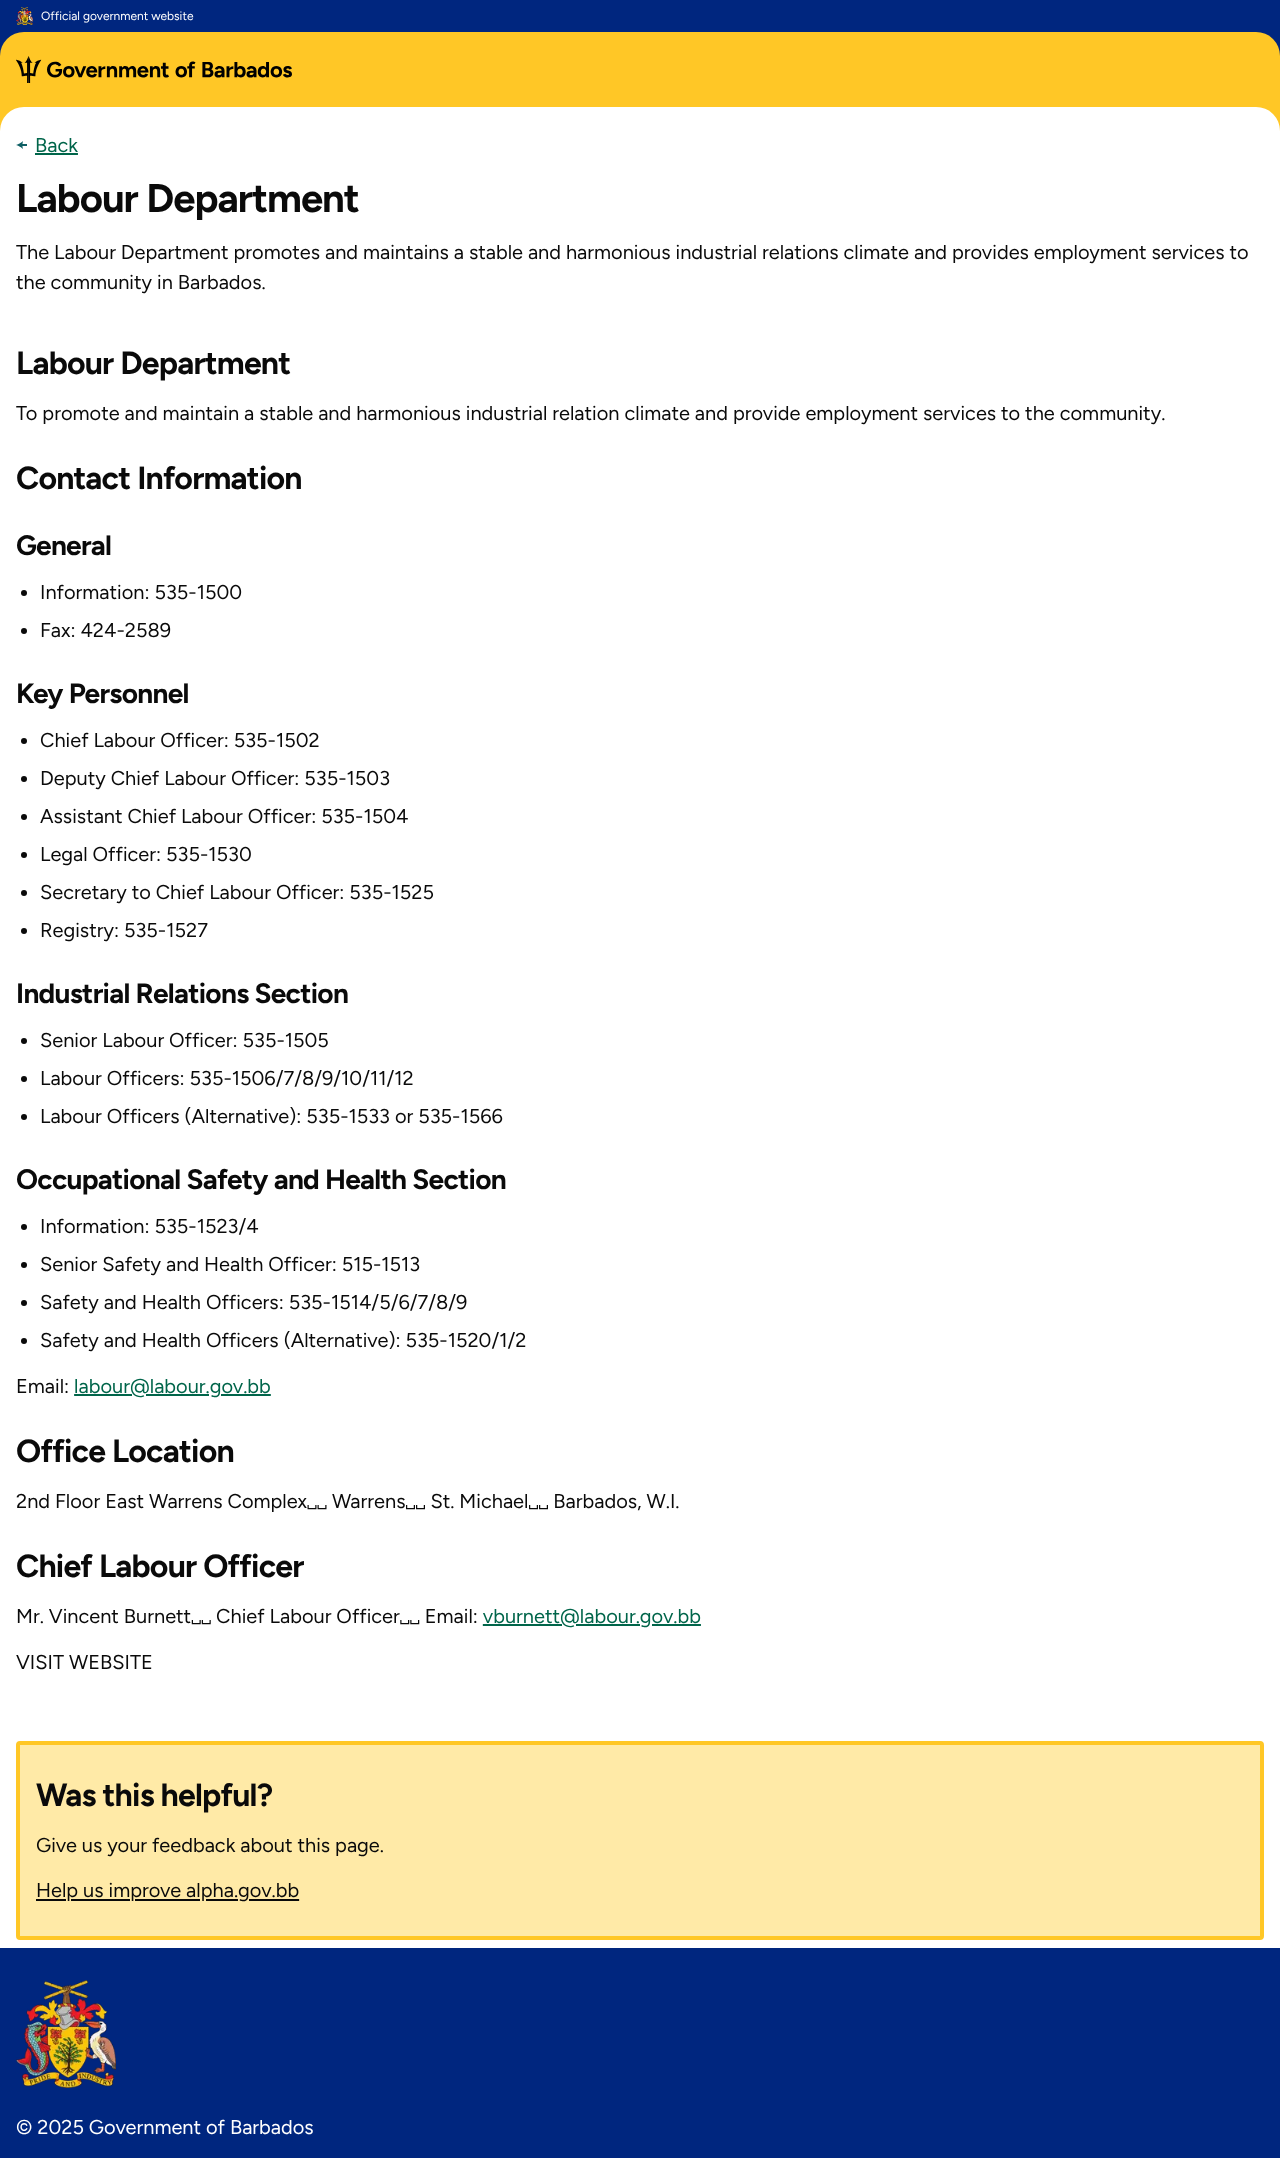 Official government website
Government of Barbados
← Back
Labour Department
The Labour Department promotes and maintains a stable and harmonious industrial relations climate and provides employment services to
the community in Barbados.
Labour Department
To promote and maintain a stable and harmonious industrial relation climate and provide employment services to the community.
Contact Information
General
• Information: 535-1500
• Fax: 424-2589
Key Personnel
• Chief Labour Officer: 535-1502
• Deputy Chief Labour Officer: 535-1503
• Assistant Chief Labour Officer: 535-1504
• Legal Officer: 535-1530
• Secretary to Chief Labour Officer: 535-1525
• Registry: 535-1527
Industrial Relations Section
• Senior Labour Officer: 535-1505
• Labour Officers: 535-1506/7/8/9/10/11/12
• Labour Officers (Alternative): 535-1533 or 535-1566
Occupational Safety and Health Section
• Information: 535-1523/4
• Senior Safety and Health Officer: 515-1513
• Safety and Health Officers: 535-1514/5/6/7/8/9
• Safety and Health Officers (Alternative): 535-1520/1/2
Email: labour@labour.gov.bb
Office Location
2nd Floor East Warrens Complex␣␣ Warrens␣␣ St. Michael␣␣ Barbados, W.I.
Chief Labour Officer
Mr. Vincent Burnett␣␣ Chief Labour Officer␣␣ Email: vburnett@labour.gov.bb
VISIT WEBSITE
Was this helpful?
Give us your feedback about this page.
Help us improve alpha.gov.bb
PRIDE AND INDUSTRY
© 2025 Government of Barbados